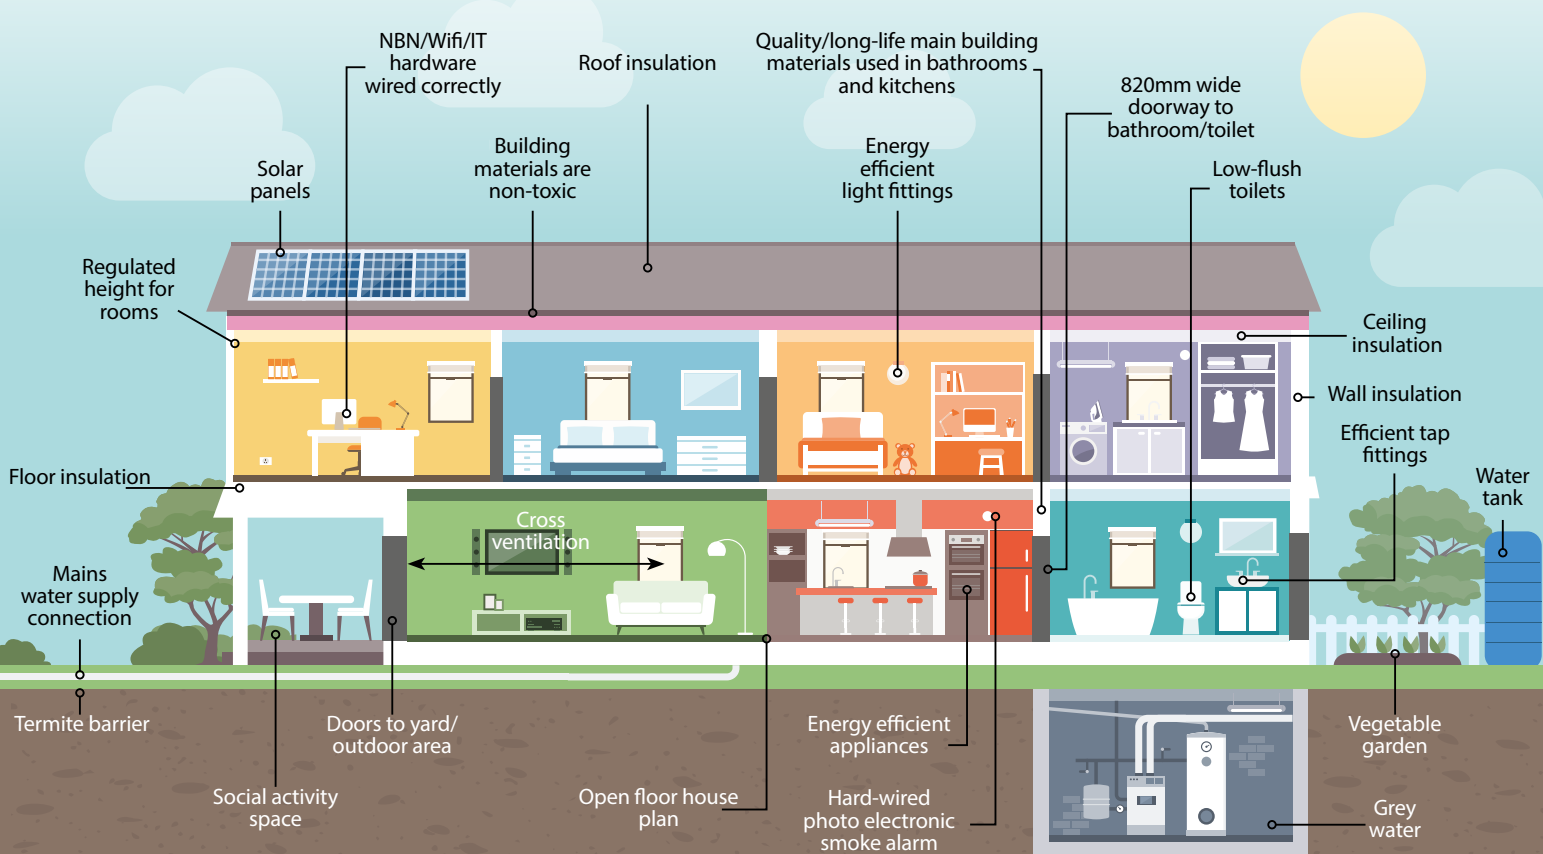 NBN/Wifi/IT
hardware
wired correctly
Roof insulation
Quality/long-life main building
materials used in bathrooms
and kitchens
820mm wide
doorway to
bathroom/toilet
Solar
panels
Building
materials are
non-toxic
Energy
efficient
light fittings
Low-flush
toilets
Regulated
height for
rooms
Ceiling
insulation
Wall insulation
Efficient tap
fittings
Floor insulation
Water
tank
Cross
ventilation
Mains
water supply
connection
Termite barrier
Doors to yard/
outdoor area
Energy efficient
appliances
Vegetable
garden
Social activity
space
Open floor house
plan
Hard-wired
photo electronic
smoke alarm
Grey
water